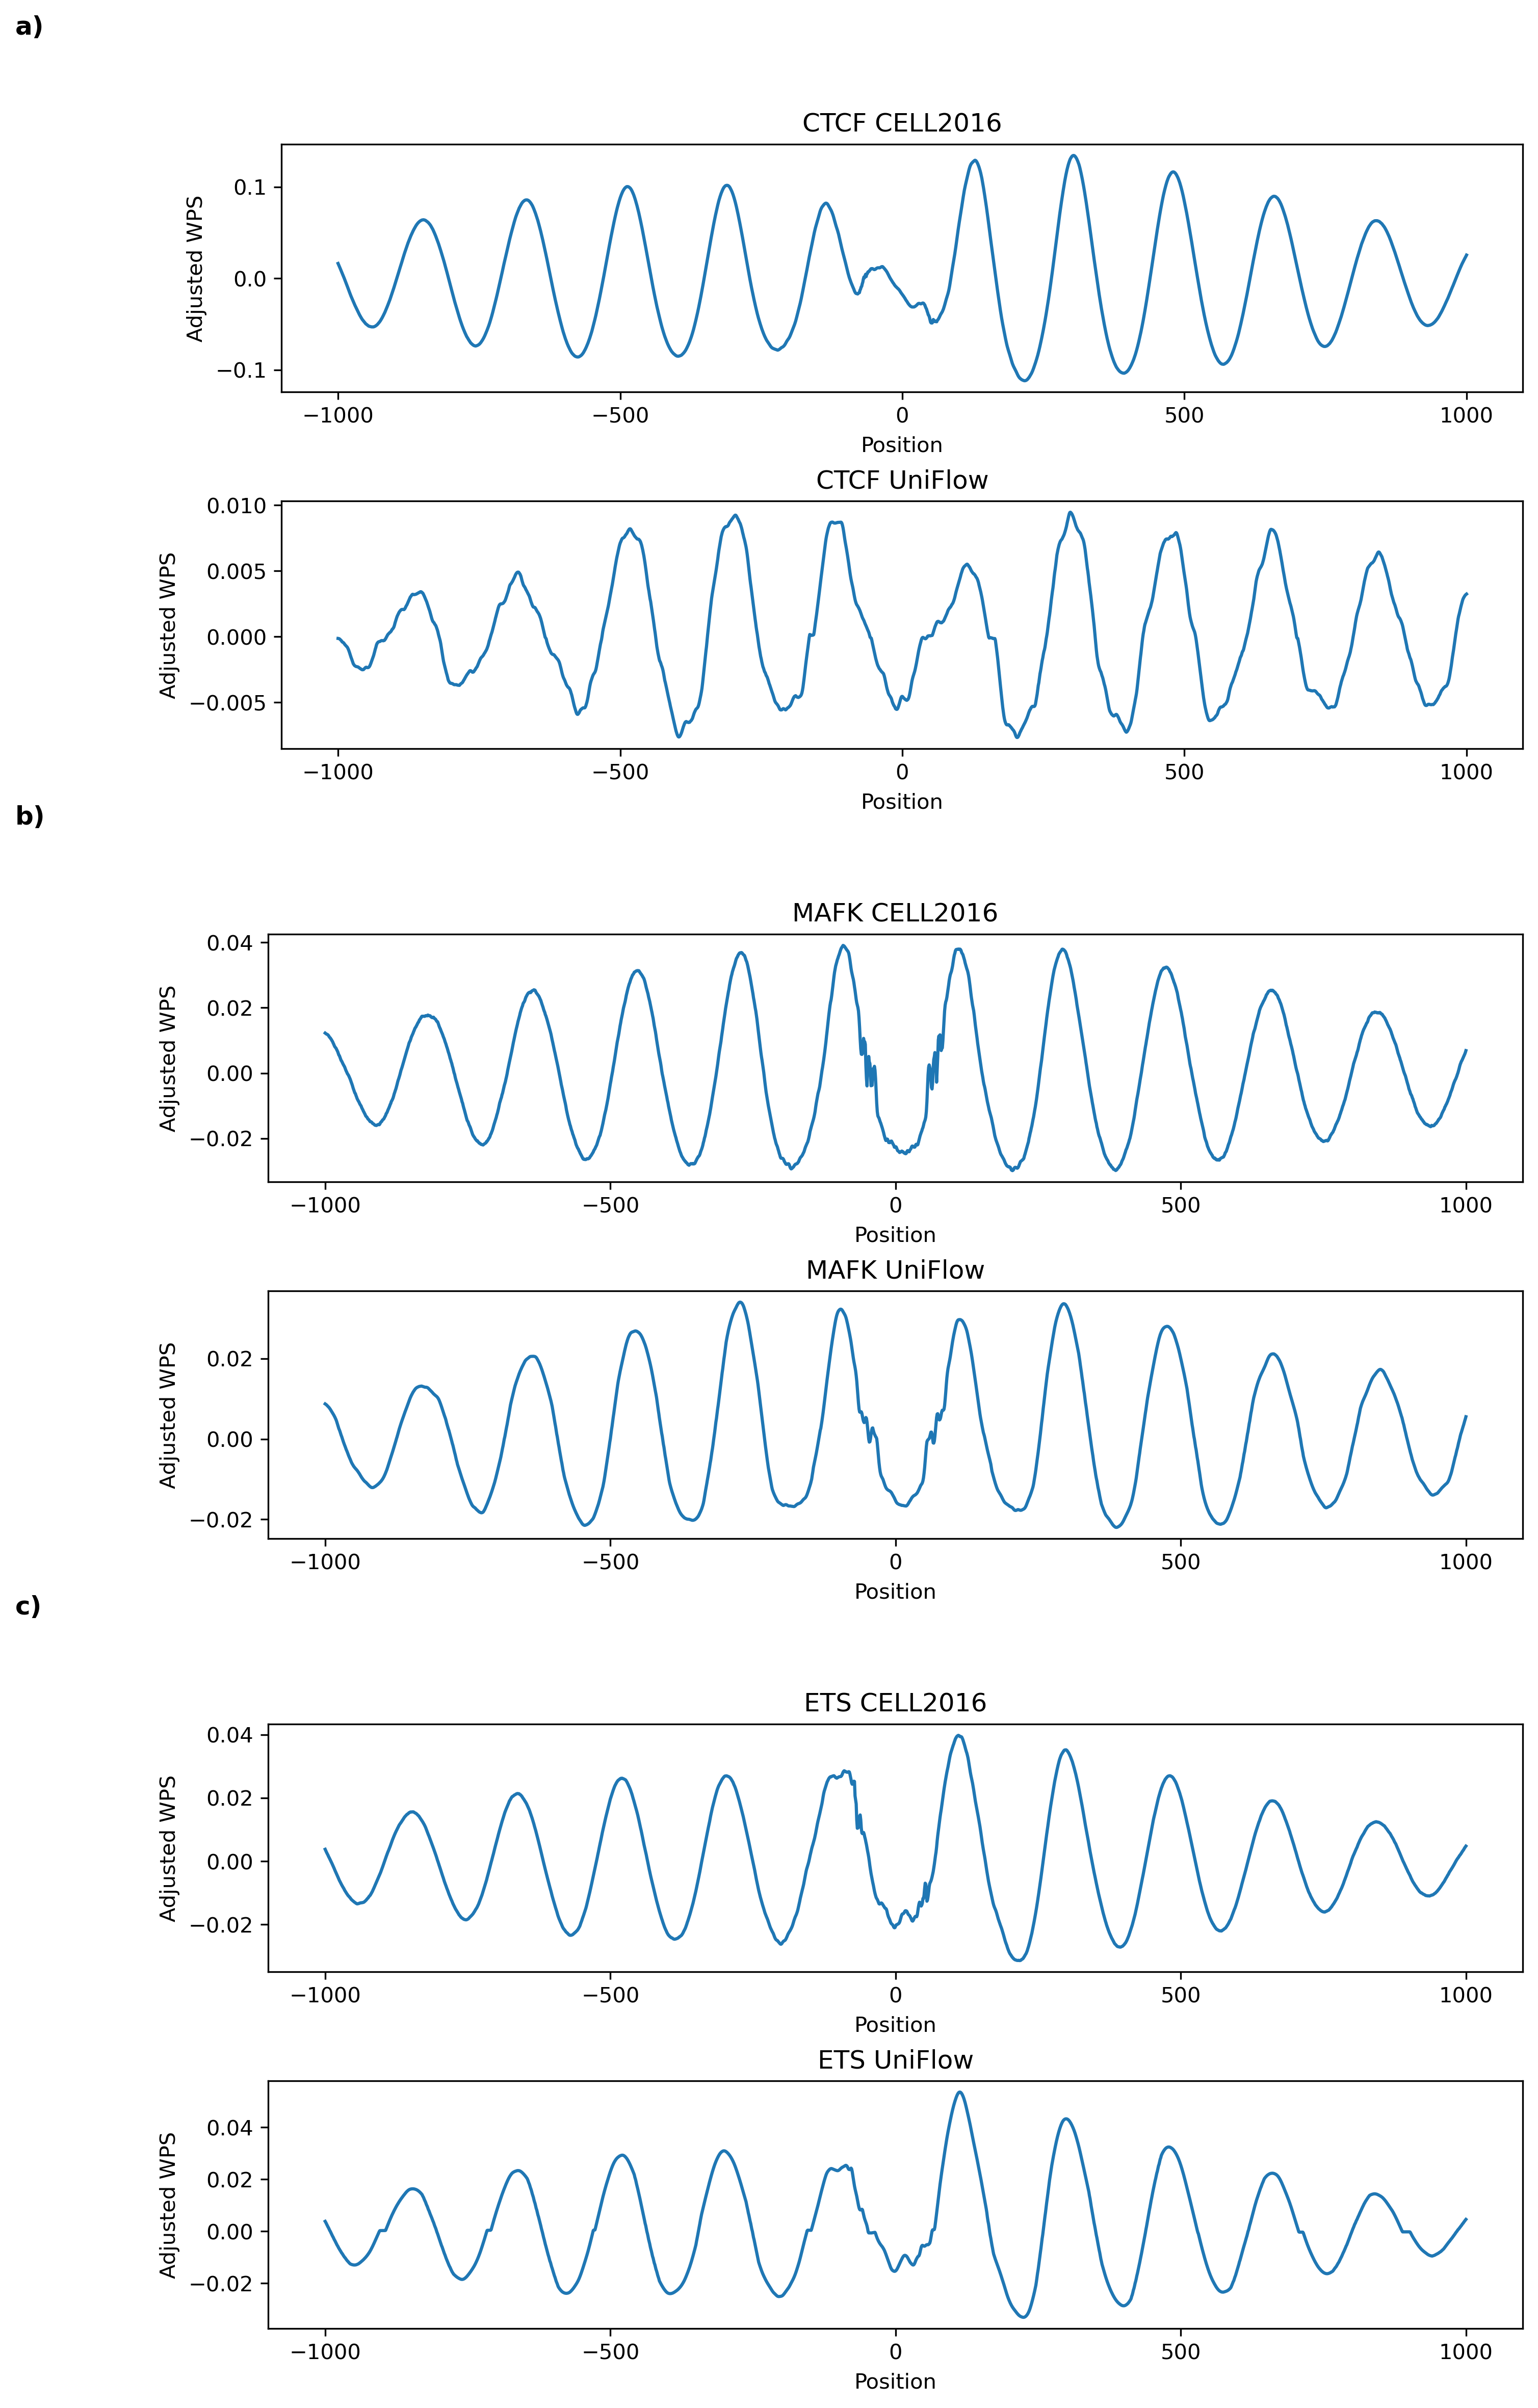 a)
CTCF CELL2016
Adjusted WPS
0.1
0.0
−0.1
−1000 −500 0 500 1000
Position
CTCF UniFlow
Adjusted WPS
0.010
0.005
0.000
−0.005
−1000 −500 0 500 1000
Position
b)
MAFK CELL2016
Adjusted WPS
0.04
0.02
0.00
−0.02
−1000 −500 0 500 1000
Position
MAFK UniFlow
Adjusted WPS
0.02
0.00
−0.02
−1000 −500 0 500 1000
Position
c)
ETS CELL2016
Adjusted WPS
0.04
0.02
0.00
−0.02
−1000 −500 0 500 1000
Position
ETS UniFlow
Adjusted WPS
0.04
0.02
0.00
−0.02
−1000 −500 0 500 1000
Position